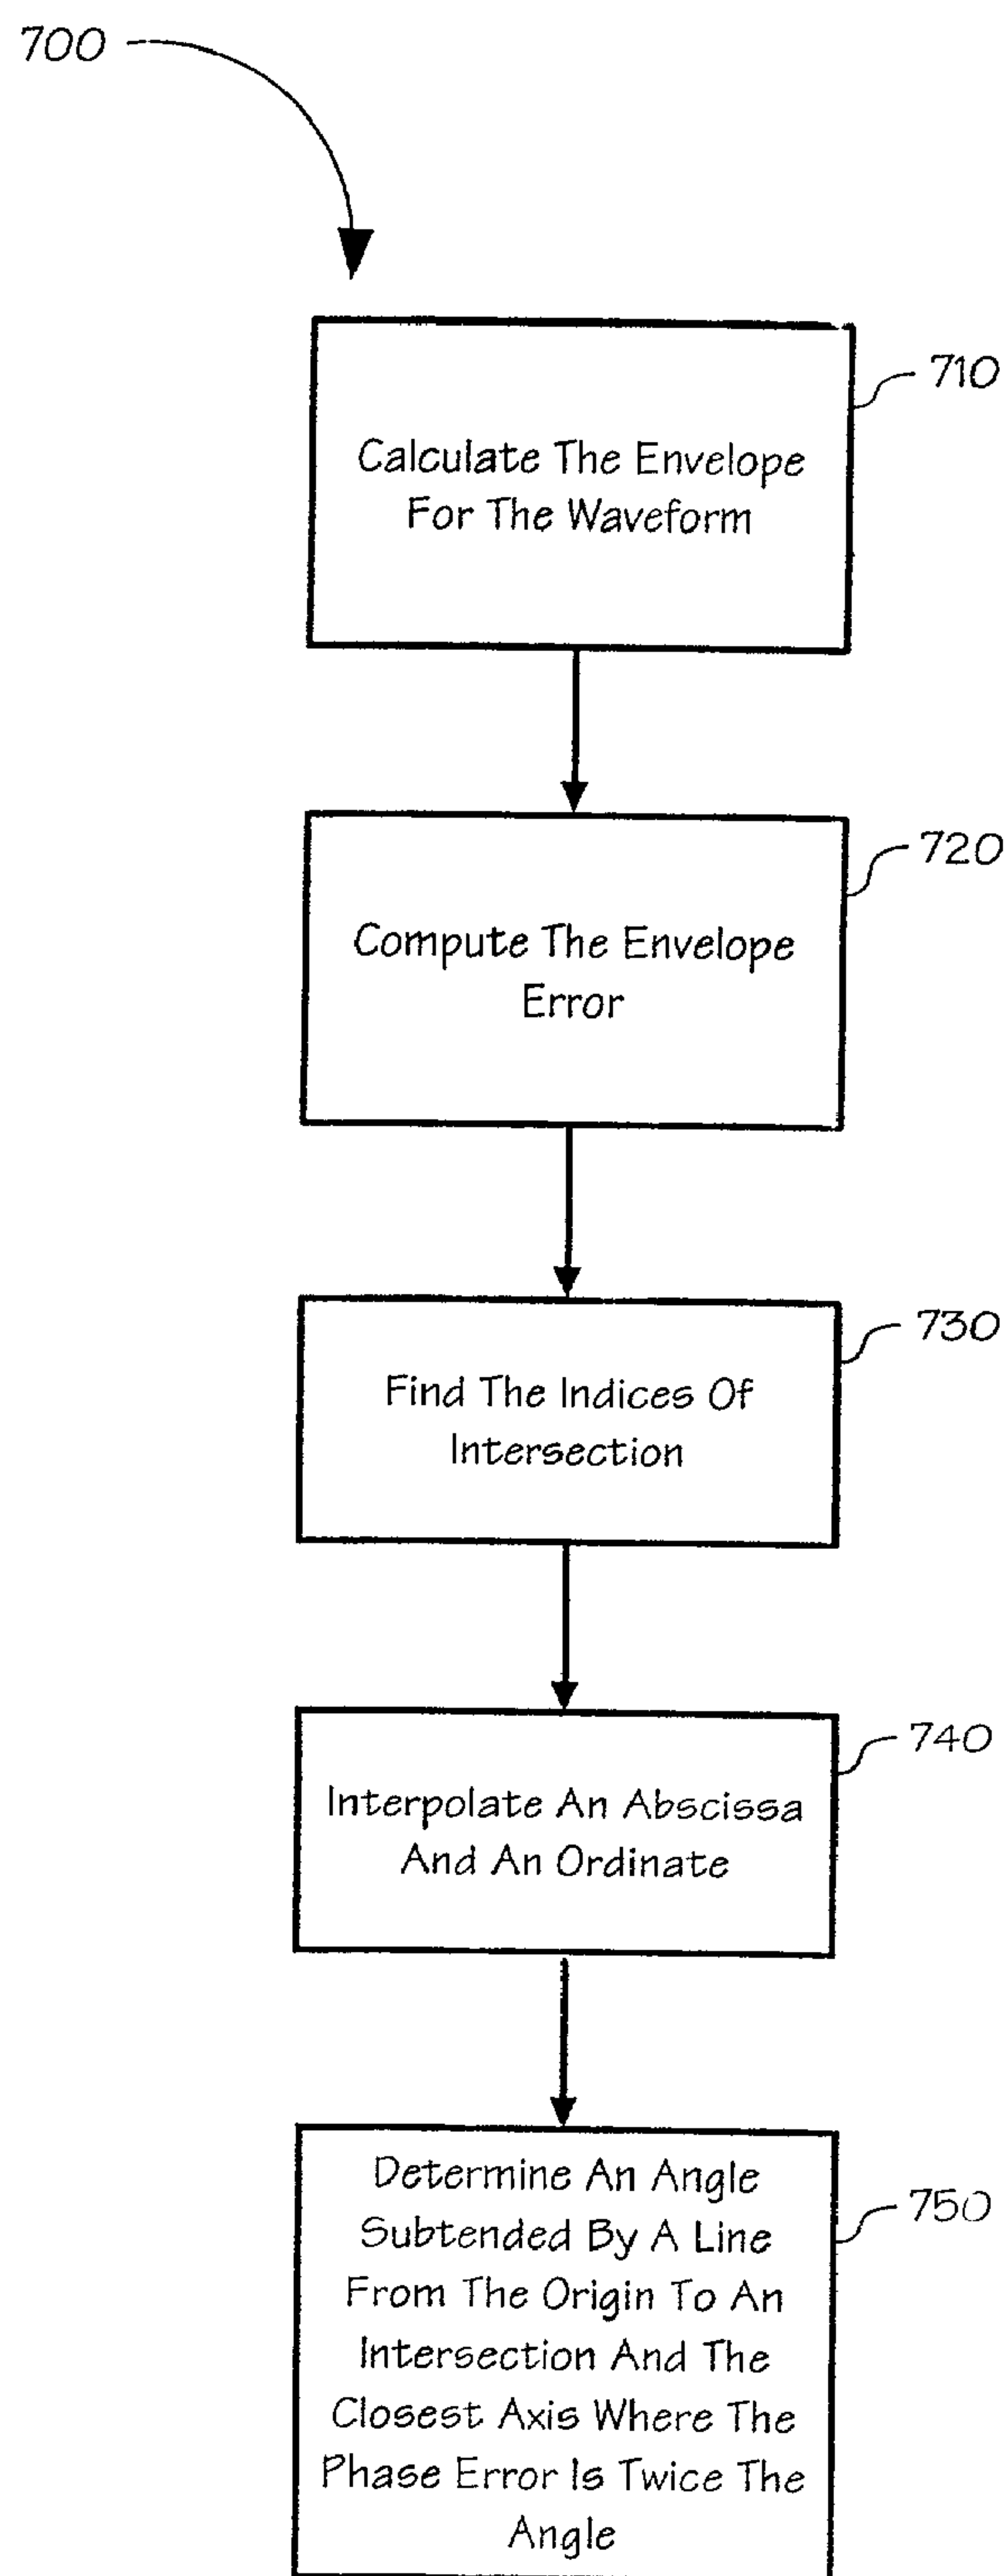 700
710
Calculate The Envelope
For The Waveform
720
Compute The Envelope
Error
730
Find The Indices Of
Intersection
740
Interpolate An Abscissa
And An Ordinate
750
Determine An Angle
Subtended By A Line
From The Origin To An
Intersection And The
Closest Axis Where The
Phase Error Is Twice The
Angle